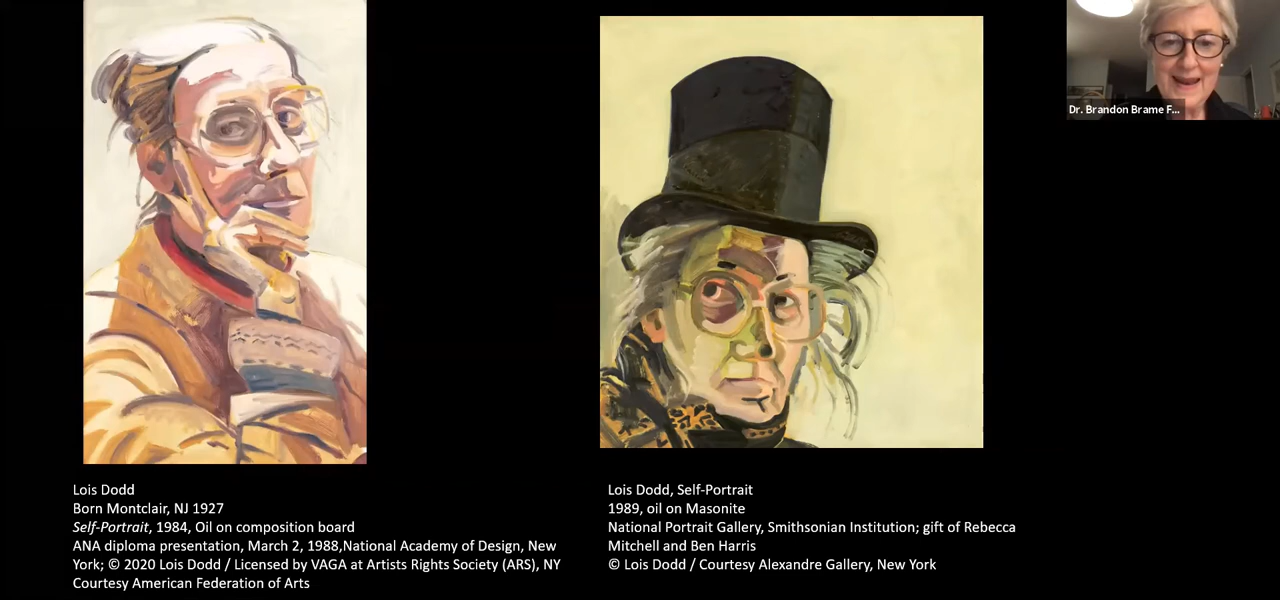 Dr. Brandon Brame F...
Lois Dodd
Born Montclair, NJ 1927
Self-Portrait, 1984, Oil on composition board
ANA diploma presentation, March 2, 1988,National Academy of Design, New
York; © 2020 Lois Dodd / Licensed by VAGA at Artists Rights Society (ARS), NY
Courtesy American Federation of Arts
Lois Dodd, Self-Portrait
1989, oil on Masonite
National Portrait Gallery, Smithsonian Institution; gift of Rebecca
Mitchell and Ben Harris
© Lois Dodd / Courtesy Alexandre Gallery, New York